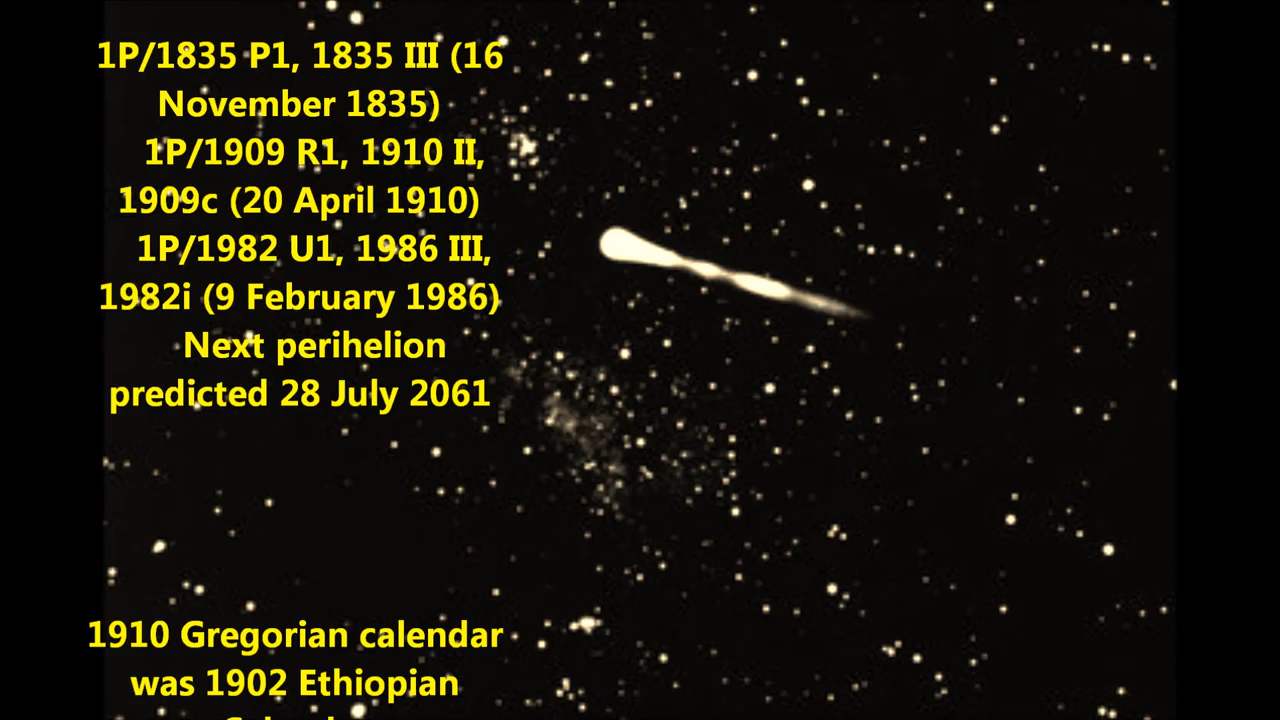 1P/1835 P1, 1835 III (16
November 1835)
1P/1909 R1, 1910 II,
1909c (20 April 1910)
1P/1982 U1, 1986 III,
1982i (9 February 1986)
Next perihelion
predicted 28 July 2061
1910 Gregorian calendar
was 1902 Ethiopian